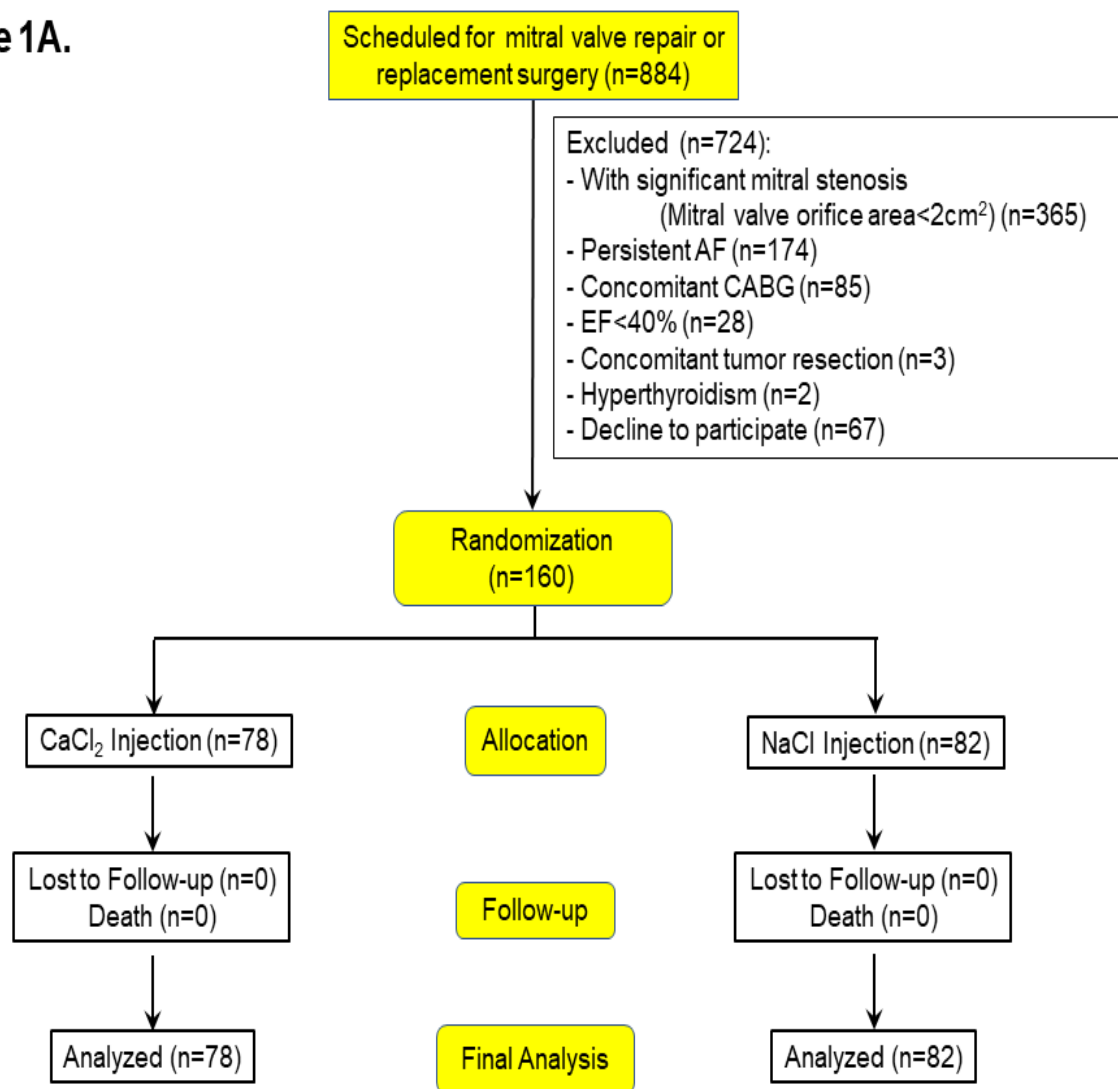 e 1A.
Scheduled for mitral valve repair or
replacement surgery (n=884)
Excluded (n=724):
- With significant mitral stenosis
(Mitral valve orifice area<2cm²) (n=365)
- Persistent AF (n=174)
- Concomitant CABG (n=85)
- EF<40% (n=28)
- Concomitant tumor resection (n=3)
- Hyperthyroidism (n=2)
- Decline to participate (n=67)
Randomization
(n=160)
CaCl₂ Injection (n=78)
Allocation
NaCl Injection (n=82)
Lost to Follow-up (n=0)
Death (n=0)
Follow-up
Lost to Follow-up (n=0)
Death (n=0)
Analyzed (n=78)
Final Analysis
Analyzed (n=82)